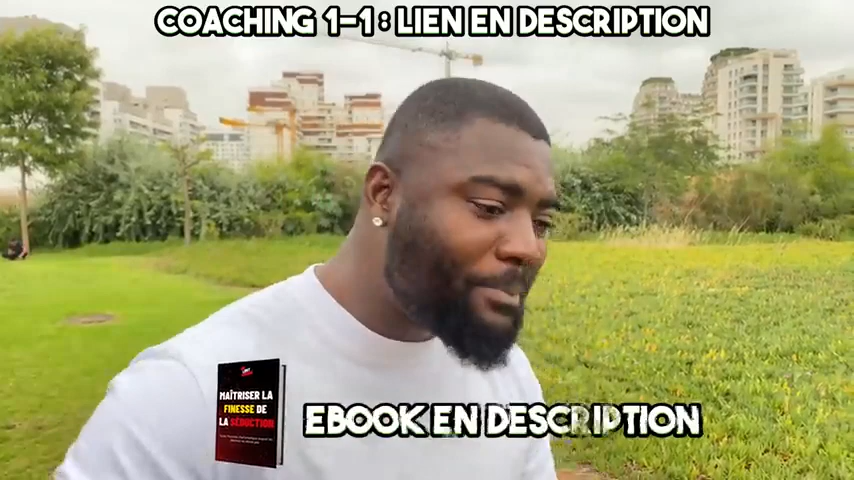 COACHING 1-1 : LIEN EN DESCRIPTION
MAÎTRISER LA
FINESSE DE
LA SÉDUCTION
EBOOK EN DESCRIPTION